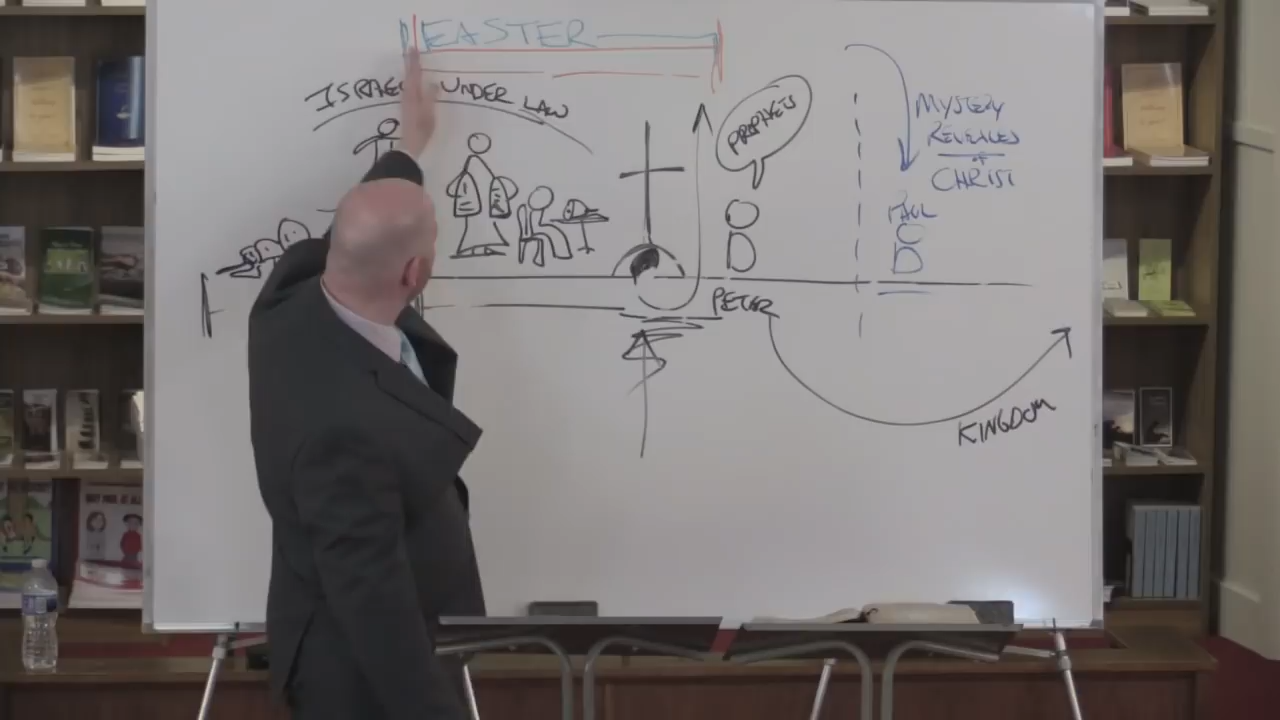 EASTER
ISRAEL UNDER LAW
PROPHETS
MYSTERY
REVEALED
of
CHRIST
PAUL
PETER
KINGDOM